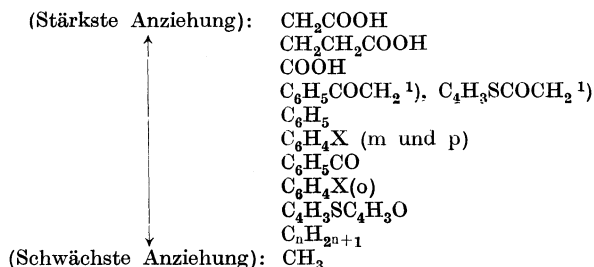 (Stärkste Anziehung): CH₂COOH
CH₂CH₂COOH
COOH
C₆H₅COCH₂ ¹), C₄H₃SCOCH₂ ¹)
C₆H₅
C₆H₄X (m und p)
C₆H₅CO
C₆H₄X(o)
C₄H₃SC₄H₃O
CₙH₂ₙ₊₁
(Schwächste Anziehung): CH₃